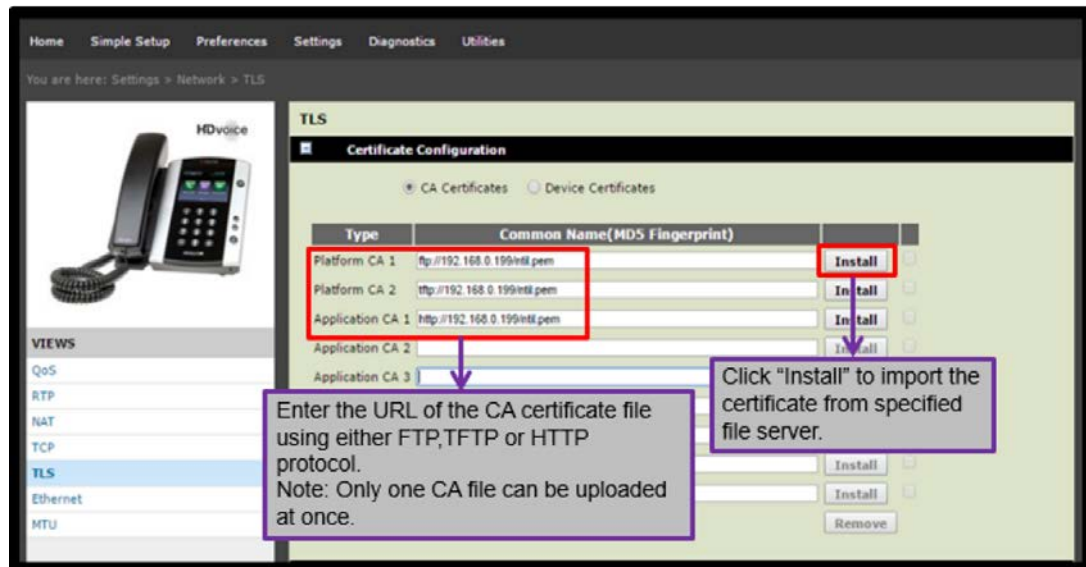 Home Simple Setup Preferences Settings Diagnostics Utilities
You are here: Settings > Network > TLS
HDvoice
TLS
Certificate Configuration
CA Certificates Device Certificates
Type Common Name(MD5 Fingerprint)
Platform CA 1 ftp://192.168.0.199/ntil.pem Install
Platform CA 2 tftp://192.168.0.199/ntil.pem Install
Application CA 1 http://192.168.0.199/ntil.pem Install
Application CA 2 Install
Application CA 3
VIEWS
QoS
RTP
NAT
TCP
TLS
Ethernet
MTU
Enter the URL of the CA certificate file
using either FTP,TFTP or HTTP
protocol.
Note: Only one CA file can be uploaded
at once.
Click "Install" to import the
certificate from specified
file server.
Install
Install
Remove